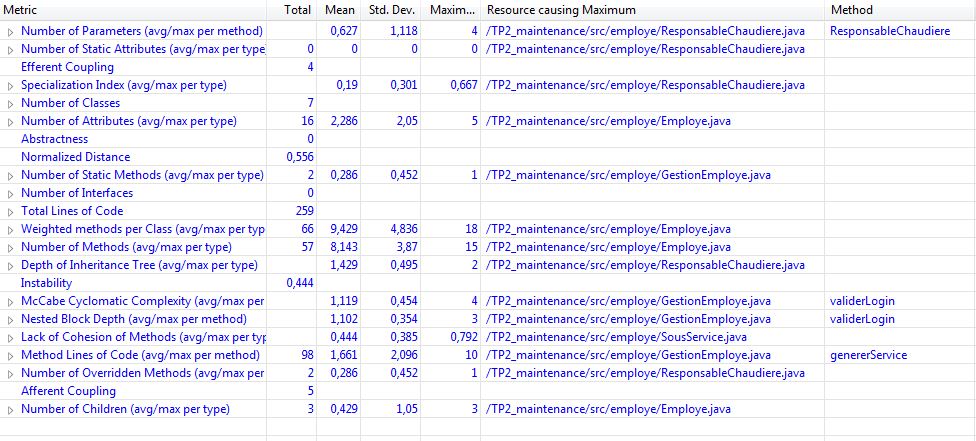 Metric Total Mean Std. Dev. Maxim... Resource causing Maximum Method
Number of Parameters (avg/max per method) 0,627 1,118 4 /TP2_maintenance/src/employe/ResponsableChaudiere.java ResponsableChaudiere
Number of Static Attributes (avg/max per type) 0 0 0 0 /TP2_maintenance/src/employe/ResponsableChaudiere.java
Efferent Coupling 4
Specialization Index (avg/max per type) 0,19 0,301 0,667 /TP2_maintenance/src/employe/ResponsableChaudiere.java
Number of Classes 7
Number of Attributes (avg/max per type) 16 2,286 2,05 5 /TP2_maintenance/src/employe/Employe.java
Abstractness 0
Normalized Distance 0,556
Number of Static Methods (avg/max per type) 2 0,286 0,452 1 /TP2_maintenance/src/employe/GestionEmploye.java
Number of Interfaces 0
Total Lines of Code 259
Weighted methods per Class (avg/max per typ 66 9,429 4,836 18 /TP2_maintenance/src/employe/Employe.java
Number of Methods (avg/max per type) 57 8,143 3,87 15 /TP2_maintenance/src/employe/Employe.java
Depth of Inheritance Tree (avg/max per type) 1,429 0,495 2 /TP2_maintenance/src/employe/ResponsableChaudiere.java
Instability 0,444
McCabe Cyclomatic Complexity (avg/max per 1,119 0,454 4 /TP2_maintenance/src/employe/GestionEmploye.java validerLogin
Nested Block Depth (avg/max per method) 1,102 0,354 3 /TP2_maintenance/src/employe/GestionEmploye.java validerLogin
Lack of Cohesion of Methods (avg/max per typ 0,444 0,385 0,792 /TP2_maintenance/src/employe/SousService.java
Method Lines of Code (avg/max per method) 98 1,661 2,096 10 /TP2_maintenance/src/employe/GestionEmploye.java genererService
Number of Overridden Methods (avg/max per 2 0,286 0,452 1 /TP2_maintenance/src/employe/ResponsableChaudiere.java
Afferent Coupling 5
Number of Children (avg/max per type) 3 0,429 1,05 3 /TP2_maintenance/src/employe/Employe.java